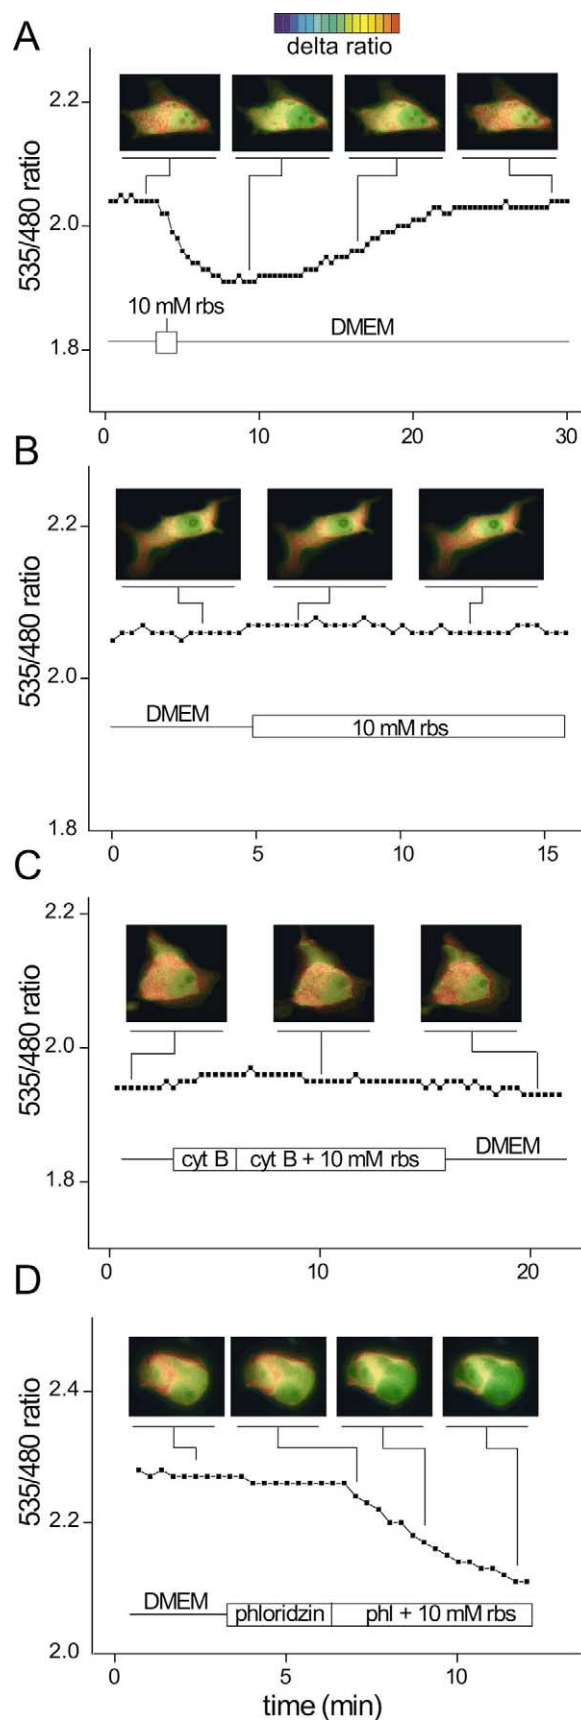 A
delta ratio
535/480 ratio
2.2
2.0
1.8
10 mM rbs
DMEM
0
10
20
30
B
535/480 ratio
2.2
2.0
1.8
DMEM
10 mM rbs
0
5
10
15
C
535/480 ratio
2.2
2.0
1.8
cyt B
cyt B + 10 mM rbs
DMEM
0
10
20
D
535/480 ratio
2.4
2.2
2.0
DMEM
phloridzin
phl + 10 mM rbs
0
5
10
time (min)